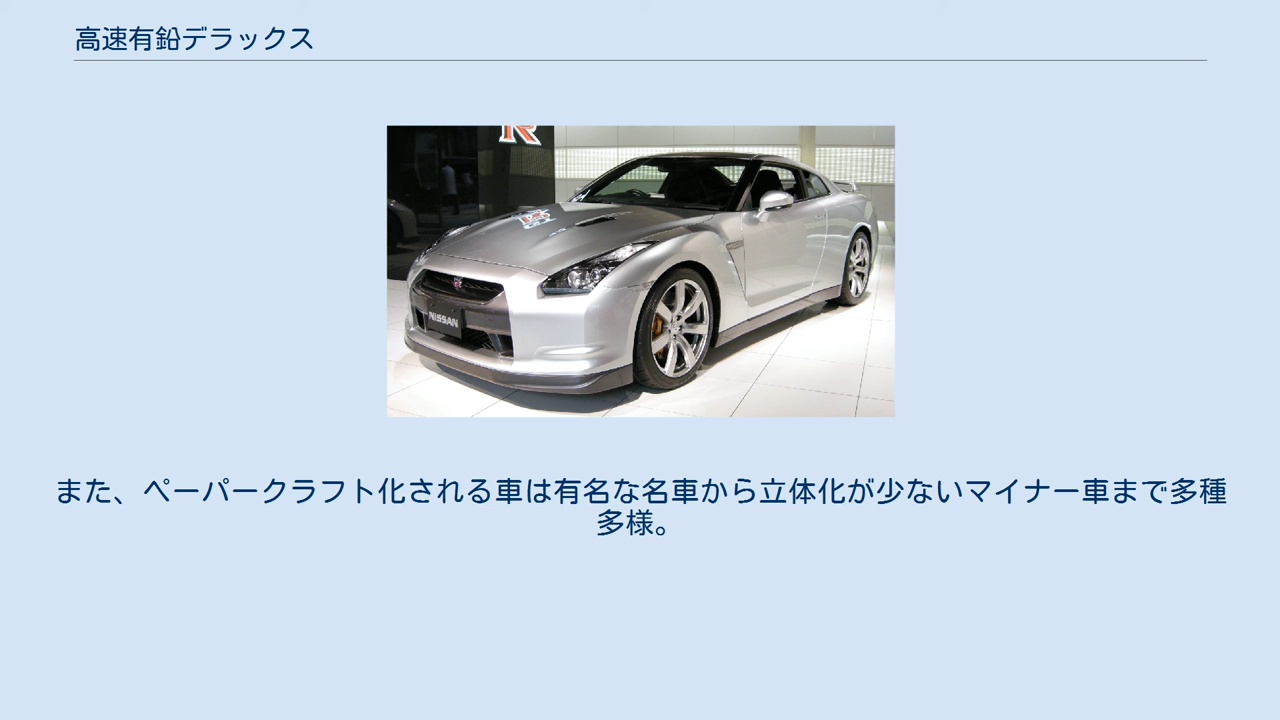 高速有鉛デラックス
R
NISSAN
また、ペーパークラフト化される車は有名な名車から立体化が少ないマイナー車まで多種
多様。